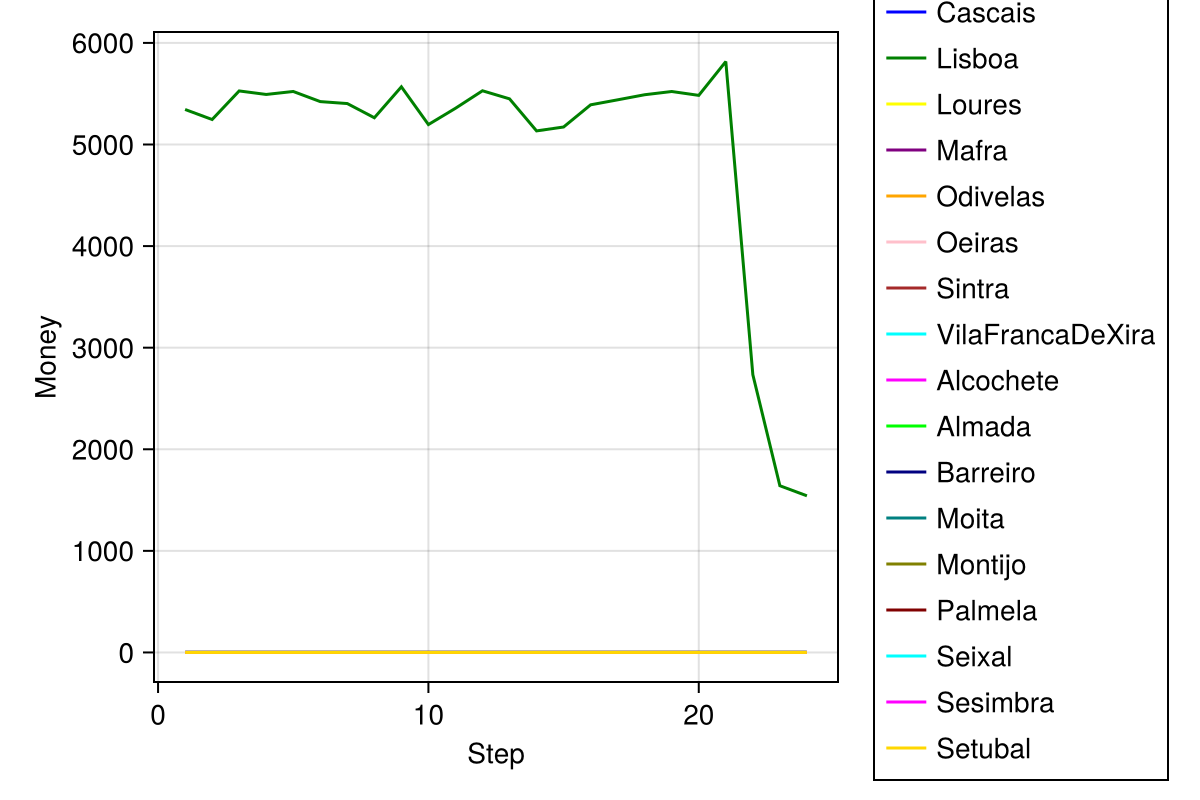 6000
5000
4000
3000
2000
1000
0
Money
0 10 20
Step
Cascais
Lisboa
Loures
Mafra
Odivelas
Oeiras
Sintra
VilaFrancaDeXira
Alcochete
Almada
Barreiro
Moita
Montijo
Palmela
Seixal
Sesimbra
Setubal